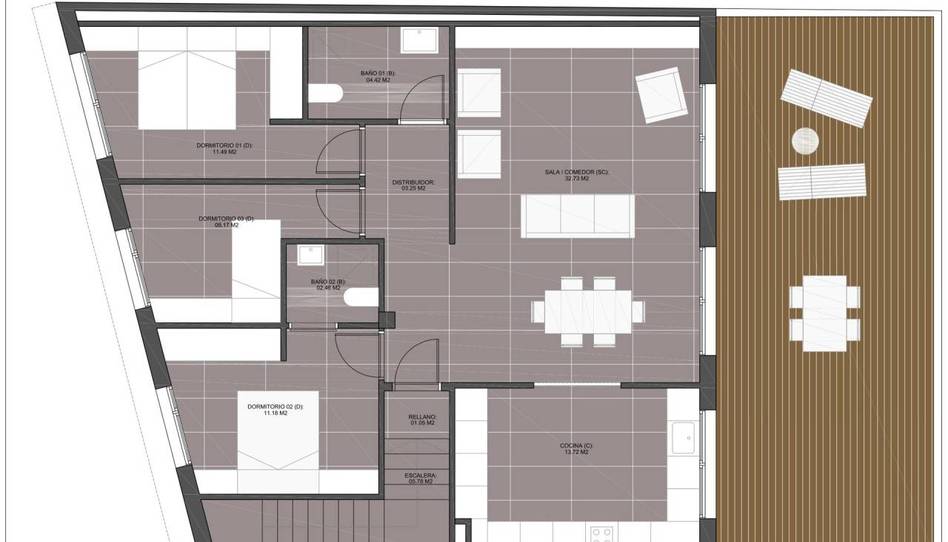 BAÑO 01 (B):
04.42 M2
DORMITORIO 01 (D):
11.49 M2
DISTRIBUIDOR:
03.25 M2
SALA / COMEDOR (SC):
32.73 M2
DORMITORIO 03 (D):
09.17 M2
BAÑO 02 (B):
02.46 M2
DORMITORIO 02 (D):
11.18 M2
RELLANO:
01.05 M2
COCINA (C):
13.72 M2
ESCALERA:
05.78 M2